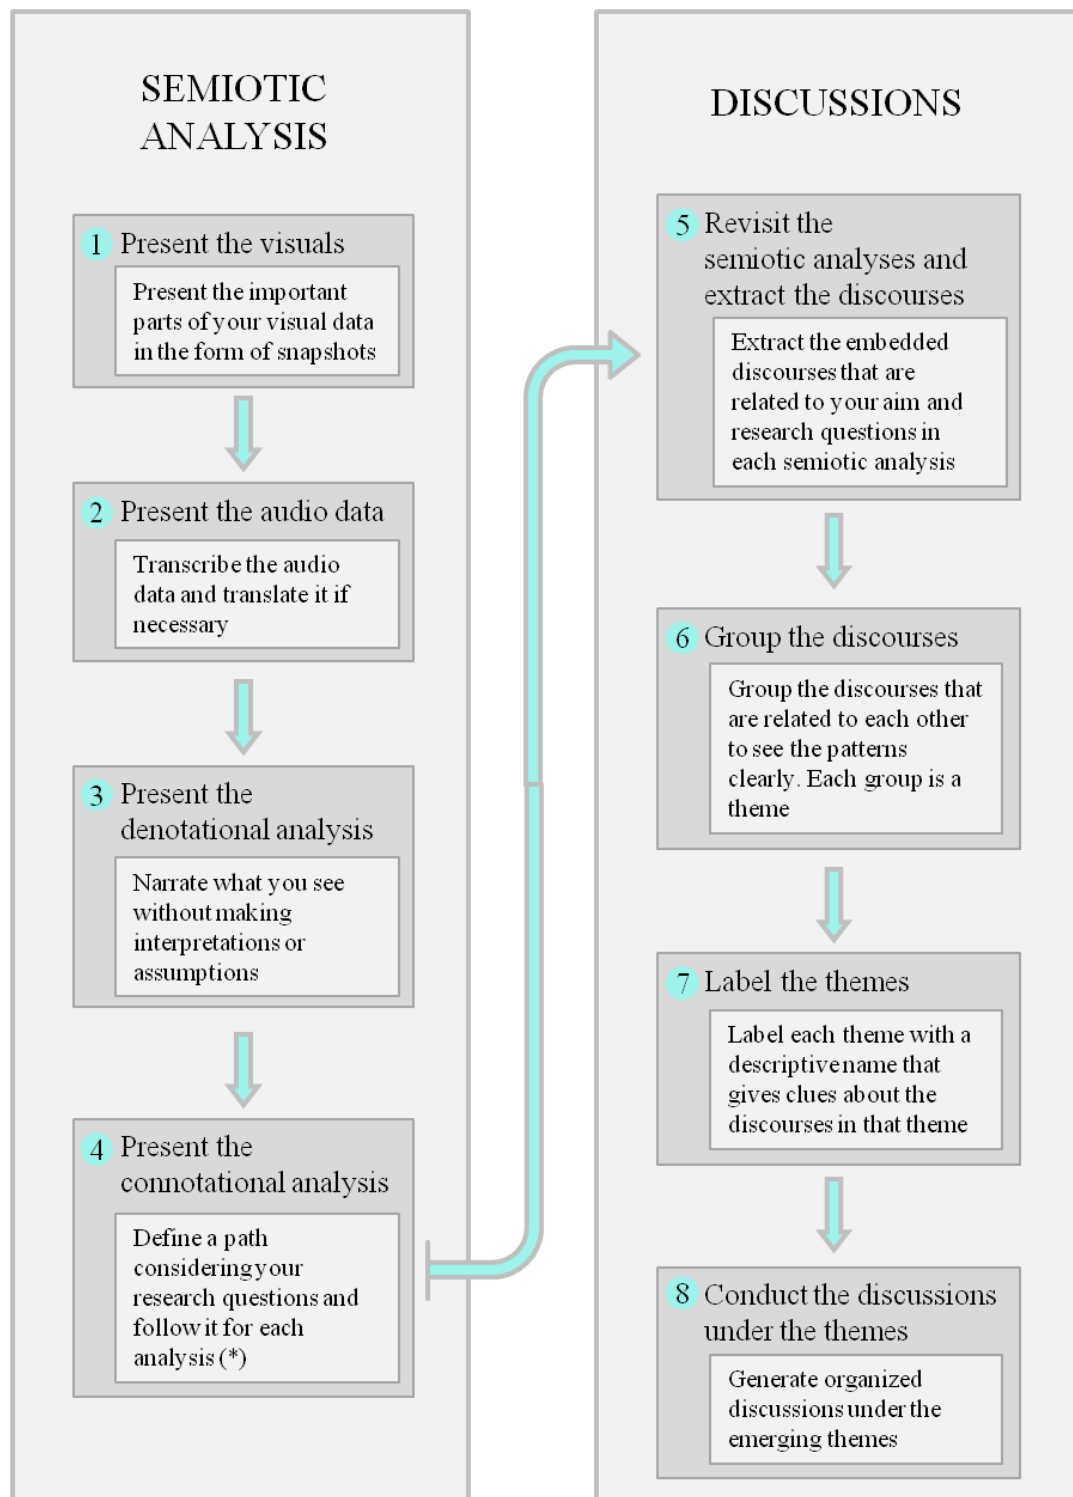 SEMIOTIC
ANALYSIS
1 Present the visuals
Present the important
parts of your visual data
in the form of snapshots
2 Present the audio data
Transcribe the audio
data and translate it if
necessary
3 Present the
denotational analysis
Narrate what you see
without making
interpretations or
assumptions
4 Present the
connotational analysis
Define a path
considering your
research questions and
follow it for each
analysis (*)
DISCUSSIONS
5 Revisit the
semiotic analyses and
extract the discourses
Extract the embedded
discourses that are
related to your aim and
research questions in
each semiotic analysis
6 Group the discourses
Group the discourses that
are related to each other
to see the patterns
clearly. Each group is a
theme
7 Label the themes
Label each theme with a
descriptive name that
gives clues about the
discourses in that theme
8 Conduct the discussions
under the themes
Generate organized
discussions under the
emerging themes